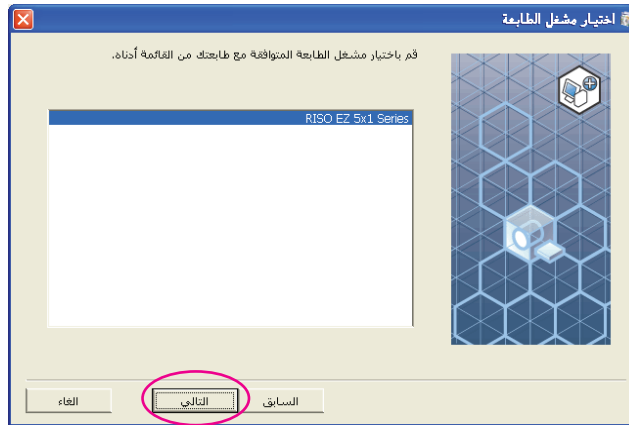 اختيار مشغل الطابعة
قم باختيار مشغل الطابعة المتوافقة مع طابعتك من القائمة أدناه.
RISO EZ 5x1 Series
السابق
التالي
الغاء